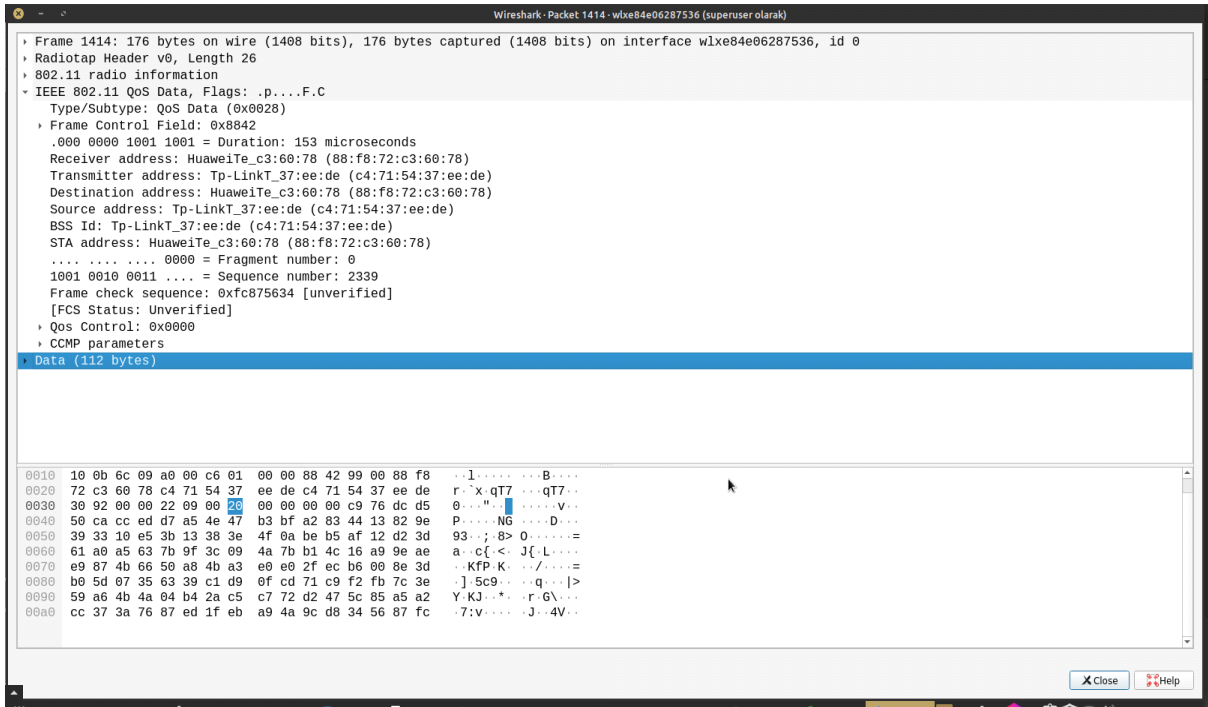 Wireshark · Packet 1414 · wlxe84e06287536 (superuser olarak)
Frame 1414: 176 bytes on wire (1408 bits), 176 bytes captured (1408 bits) on interface wlxe84e06287536, id 0
Radiotap Header v0, Length 26
802.11 radio information
IEEE 802.11 QoS Data, Flags: .p....F.C
Type/Subtype: QoS Data (0x0028)
Frame Control Field: 0x8842
.000 0000 1001 1001 = Duration: 153 microseconds
Receiver address: HuaweiTe_c3:60:78 (88:f8:72:c3:60:78)
Transmitter address: Tp-LinkT_37:ee:de (c4:71:54:37:ee:de)
Destination address: HuaweiTe_c3:60:78 (88:f8:72:c3:60:78)
Source address: Tp-LinkT_37:ee:de (c4:71:54:37:ee:de)
BSS Id: Tp-LinkT_37:ee:de (c4:71:54:37:ee:de)
STA address: HuaweiTe_c3:60:78 (88:f8:72:c3:60:78)
.... .... .... 0000 = Fragment number: 0
1001 0010 0011 .... = Sequence number: 2339
Frame check sequence: 0xfc875634 [unverified]
[FCS Status: Unverified]
Qos Control: 0x0000
CCMP parameters
Data (112 bytes)
0010 10 0b 6c 09 a0 00 c6 01 00 00 88 42 99 00 88 f8 ··l····· ···B····
0020 72 c3 60 78 c4 71 54 37 ee de c4 71 54 37 ee de r·`x·qT7 ···qT7··
0030 30 92 00 00 22 09 00 20 00 00 00 00 c9 76 dc d5 0···"··  ·····v··
0040 50 ca cc ed d7 a5 4e 47 b3 bf a2 83 44 13 82 9e P·····NG ····D···
0050 39 33 10 e5 3b 13 38 3e 4f 0a be b5 af 12 d2 3d 93··;·8> O······=
0060 61 a0 a5 63 7b 9f 3c 09 4a 7b b1 4c 16 a9 9e ae a··c{·<· J{·L····
0070 e9 87 4b 66 50 a8 4b a3 e0 e0 2f ec b6 00 8e 3d ··KfP·K· ··/····=
0080 b0 5d 07 35 63 39 c1 d9 0f cd 71 c9 f2 fb 7c 3e ·]·5c9·· ··q···|>
0090 59 a6 4b 4a 04 b4 2a c5 c7 72 d2 47 5c 85 a5 a2 Y·KJ··*· ·r·G\···
00a0 cc 37 3a 76 87 ed 1f eb a9 4a 9c d8 34 56 87 fc ·7:v···· ·J··4V··
Close
Help